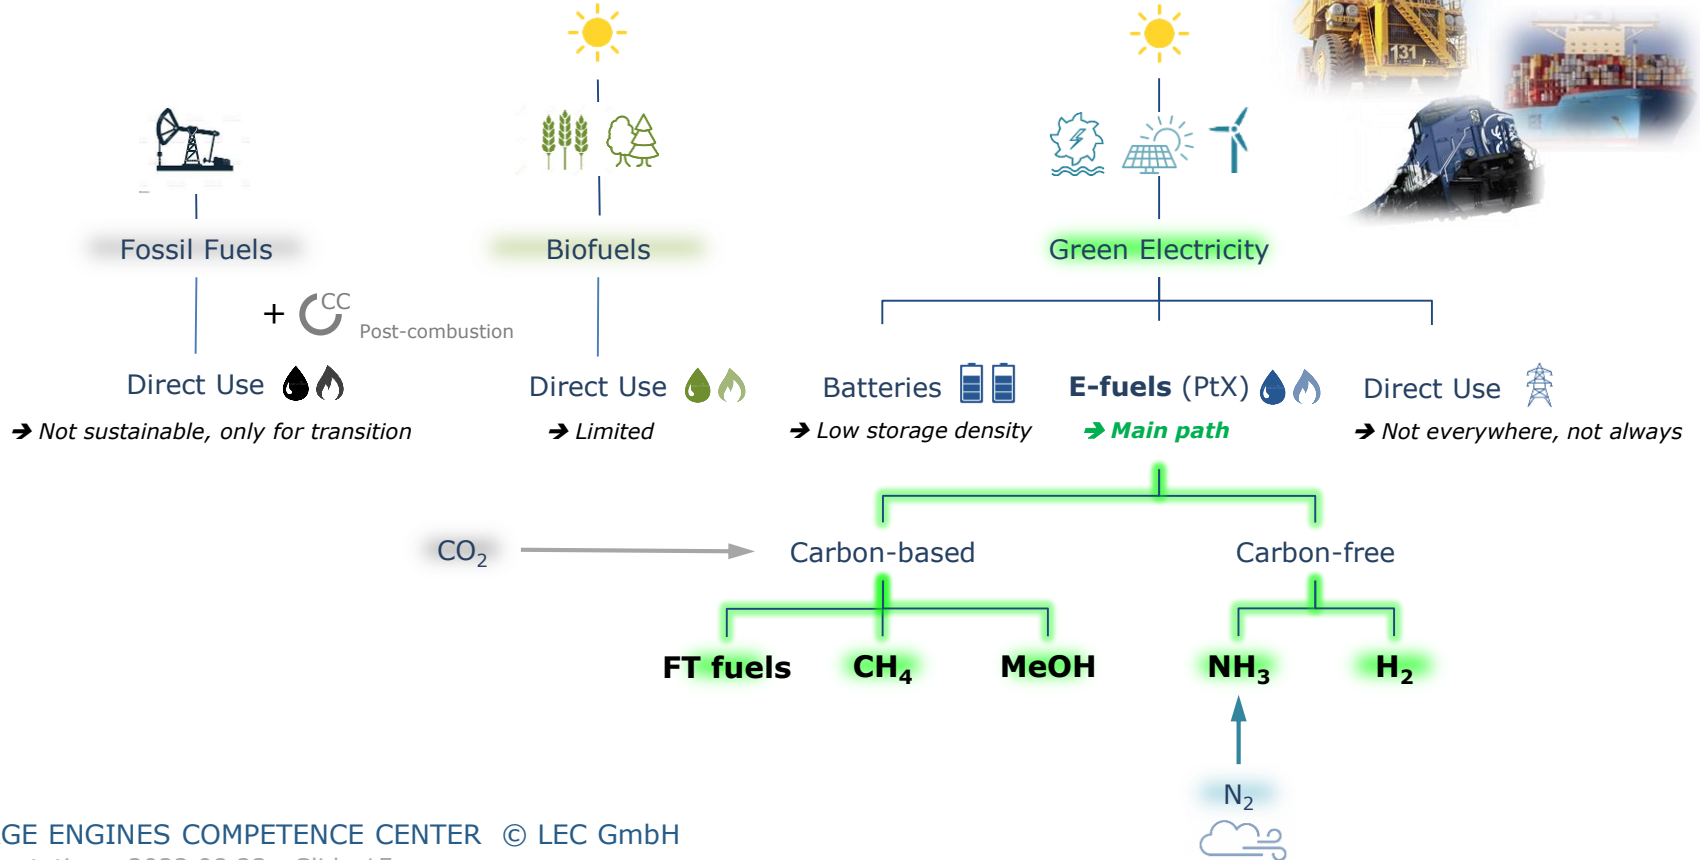 131
Fossil Fuels
Biofuels
Green Electricity
+ CC
Post-combustion
Direct Use
Direct Use
Batteries
E-fuels (PtX)
Direct Use
➔ Not sustainable, only for transition
➔ Limited
➔ Low storage density
➔ Main path
➔ Not everywhere, not always
CO₂
Carbon-based
Carbon-free
FT fuels
CH₄
MeOH
NH₃
H₂
N₂
GE ENGINES COMPETENCE CENTER © LEC GmbH